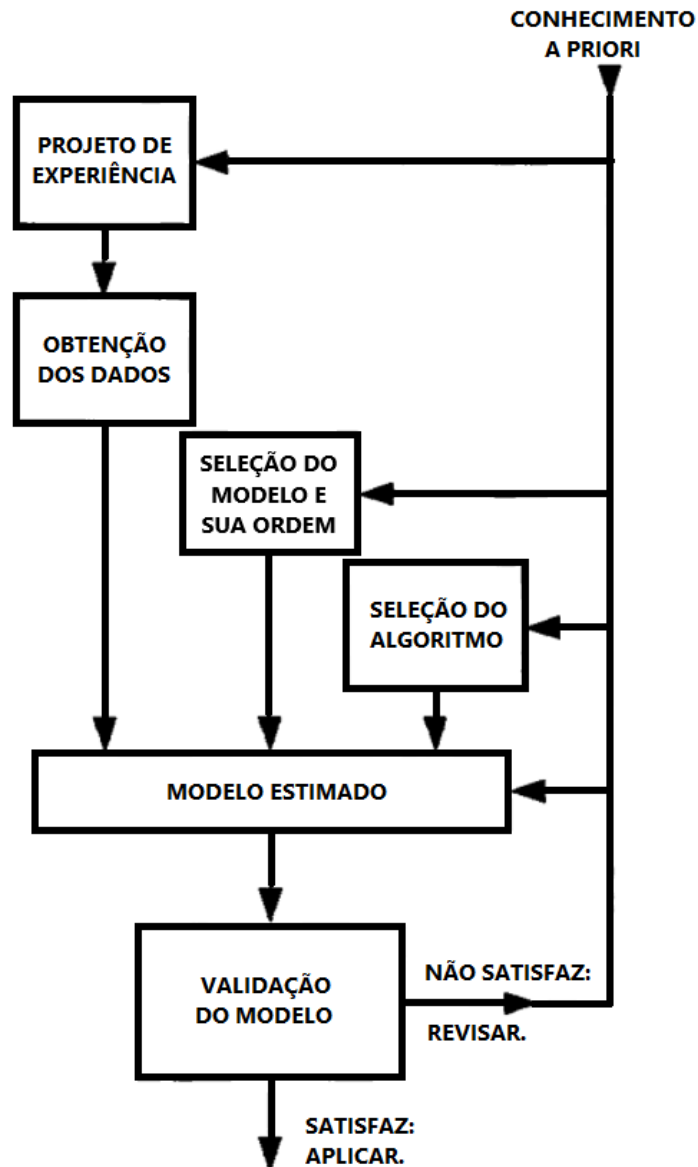 CONHECIMENTO
A PRIORI
PROJETO DE
EXPERIÊNCIA
OBTENÇÃO
DOS DADOS
SELEÇÃO DO
MODELO E
SUA ORDEM
SELEÇÃO DO
ALGORITMO
MODELO ESTIMADO
VALIDAÇÃO
DO MODELO
NÃO SATISFAZ:
REVISAR.
SATISFAZ:
APLICAR.